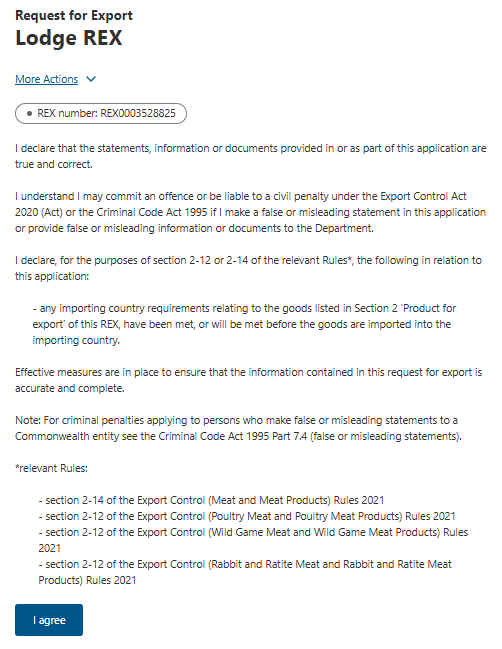 Request for Export
Lodge REX
More Actions
REX number: REX0003528825
I declare that the statements, information or documents provided in or as part of this application are
true and correct.
I understand I may commit an offence or be liable to a civil penalty under the Export Control Act
2020 (Act) or the Criminal Code Act 1995 if I make a false or misleading statement in this application
or provide false or misleading information or documents to the Department.
I declare, for the purposes of section 2-12 or 2-14 of the relevant Rules*, the following in relation to
this application:
- any importing country requirements relating to the goods listed in Section 2 ‘Product for
export’ of this REX, have been met, or will be met before the goods are imported into the
importing country.
Effective measures are in place to ensure that the information contained in this request for export is
accurate and complete.
Note: For criminal penalties applying to persons who make false or misleading statements to a
Commonwealth entity see the Criminal Code Act 1995 Part 7.4 (false or misleading statements).
*relevant Rules:
- section 2-14 of the Export Control (Meat and Meat Products) Rules 2021
- section 2-12 of the Export Control (Poultry Meat and Poultry Meat Products) Rules 2021
- section 2-12 of the Export Control (Wild Game Meat and Wild Game Meat Products) Rules
2021
- section 2-12 of the Export Control (Rabbit and Ratite Meat and Rabbit and Ratite Meat
Products) Rules 2021
I agree